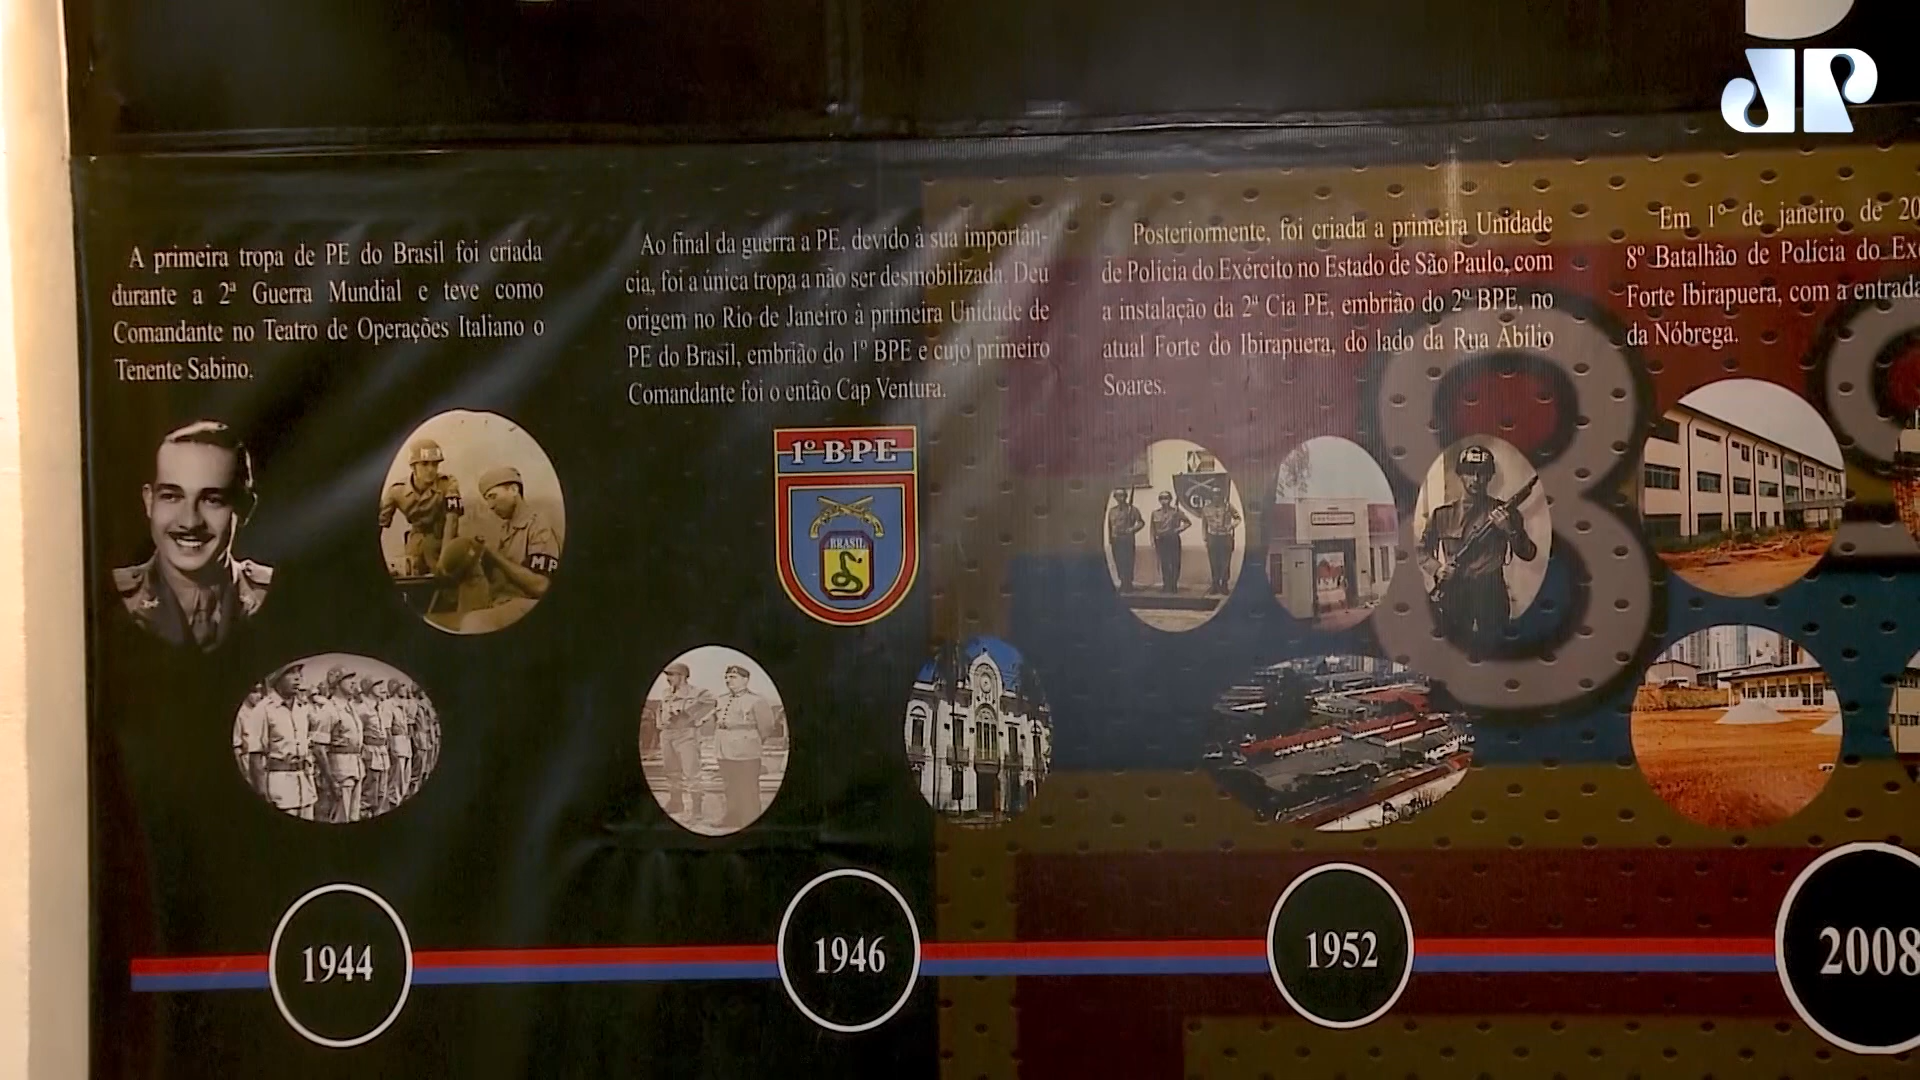 JP
A primeira tropa de PE do Brasil foi criada
durante a 2ª Guerra Mundial e teve como
Comandante no Teatro de Operações Italiano o
Tenente Sabino.
Ao final da guerra a PE, devido à sua importân-
cia, foi a única tropa a não ser desmobilizada. Deu
origem no Rio de Janeiro à primeira Unidade de
PE do Brasil, embrião do 1º BPE e cujo primeiro
Comandante foi o então Cap Ventura.
Posteriormente, foi criada a primeira Unidade
de Polícia do Exército no Estado de São Paulo, com
a instalação da 2ª Cia PE, embrião do 2º BPE, no
atual Forte do Ibirapuera, do lado da Rua Abílio
Soares.
Em 1º de janeiro de 20
8º Batalhão de Polícia do Ex
Forte Ibirapuera, com a entrada
da Nóbrega.
1º BPE
BRASIL
M P
1944
1946
1952
2008